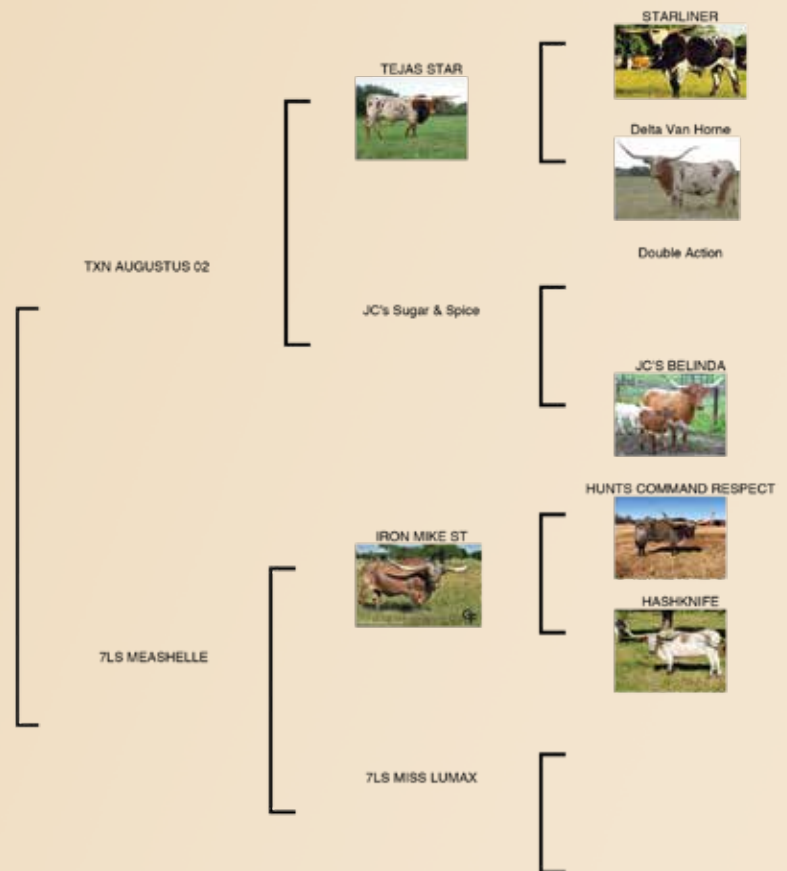 STARLINER
TEJAS STAR
Delta Van Horne
TXN AUGUSTUS 02
Double Action
JC's Sugar & Spice
JC'S BELINDA
HUNTS COMMAND RESPECT
IRON MIKE ST
HASHKNIFE
7LS MEASHELLE
7LS MISS LUMAX